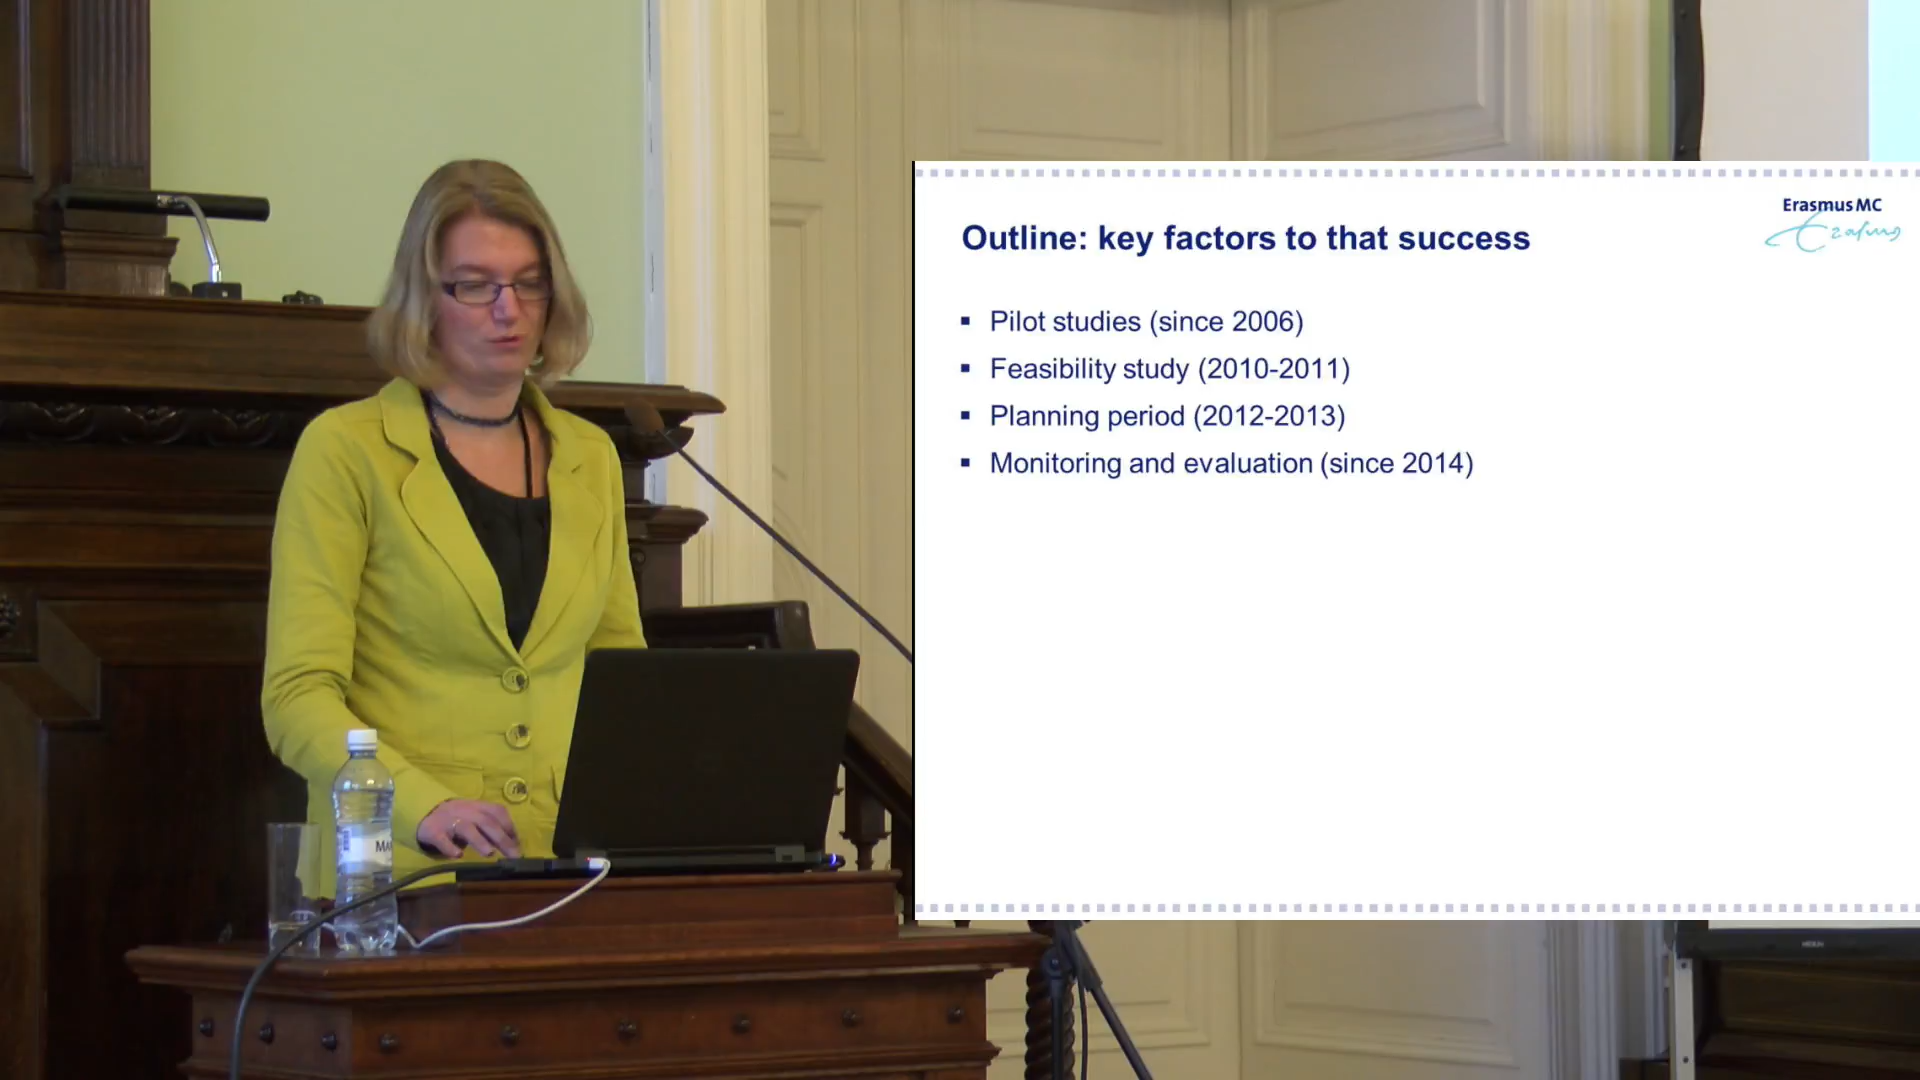 Erasmus MC
Erasmus
Outline: key factors to that success
▪ Pilot studies (since 2006)
▪ Feasibility study (2010-2011)
▪ Planning period (2012-2013)
▪ Monitoring and evaluation (since 2014)